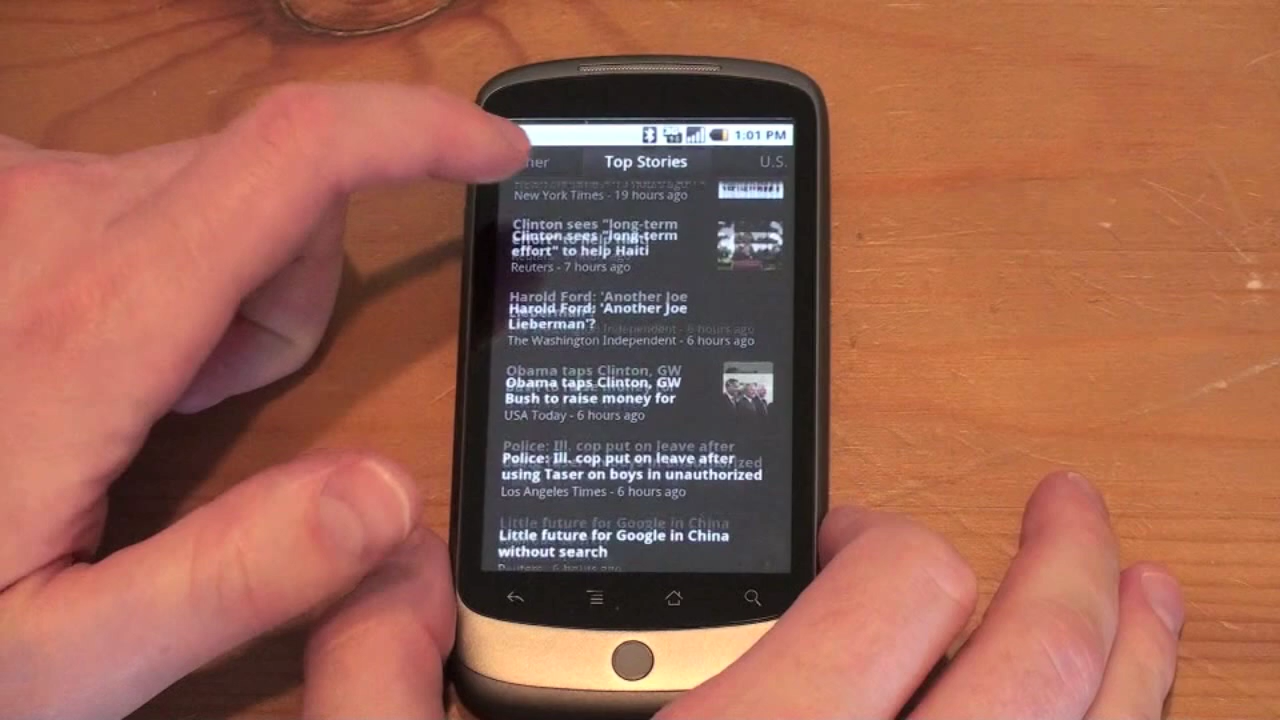 1:01 PM
her Top Stories U.S.
New York Times - 19 hours ago
Clinton sees "long-term
effort" to help Haiti
Reuters - 7 hours ago
Harold Ford: 'Another Joe
Lieberman'?
The Washington Independent - 6 hours ago
Obama taps Clinton, GW
Bush to raise money for
USA Today - 6 hours ago
Police: Ill. cop put on leave after
using Taser on boys in unauthorized
Los Angeles Times - 6 hours ago
Little future for Google in China
without search
Reuters - 6 hours ago